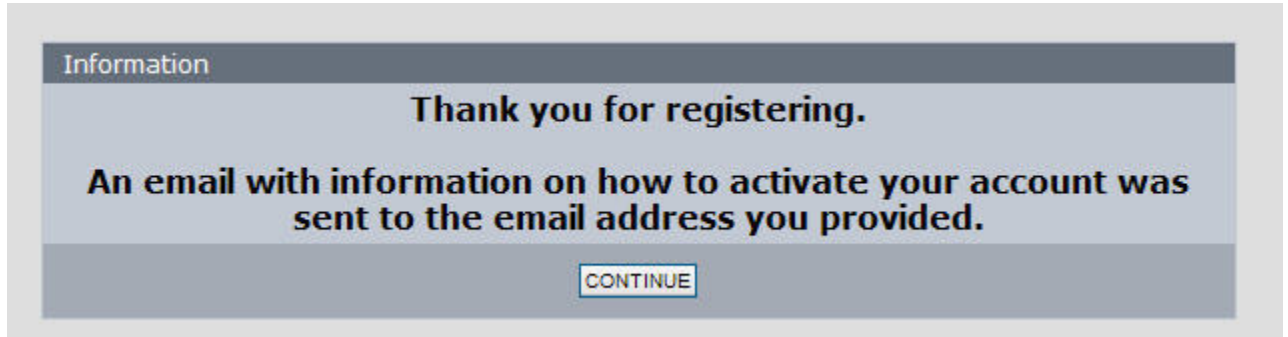 Information
Thank you for registering.
An email with information on how to activate your account was
sent to the email address you provided.
CONTINUE